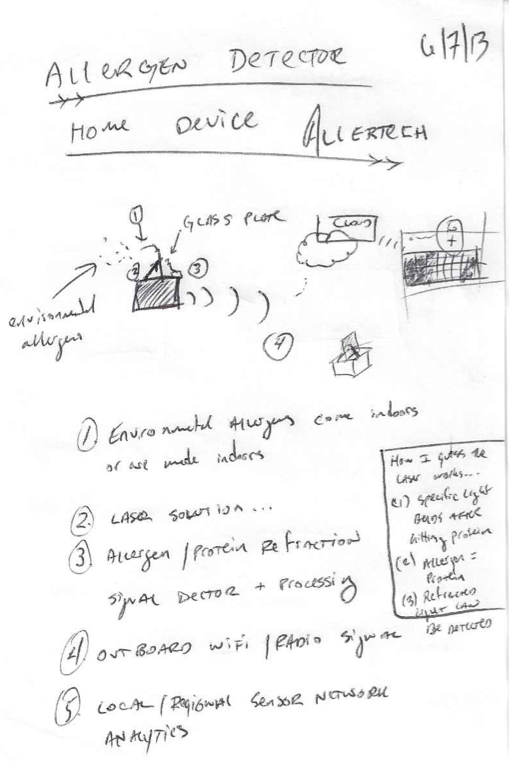 6/7/13
ALLERGEN DETECTOR
HOME DEVICE ALLERTECH
1
GLASS PLATE
CLOUD
2
3
environmental
allergens
4
① Environmental Allergens come indoors
or are made indoors
② LASER SOLUTION...
③ Allergen/Protein Refraction
signal Dector + Processing
④ OUTBOARD WIFI/RADIO Signal
⑤ LOCAL/REGIONAL SENSOR NETWORK
ANALYTICS
How I guess the
LASER works...
(1) Specific Light
BENDS AFTER
hitting protein
(2) Allergen =
Protein
(3) Refracted
Light CAN
BE DETECTED